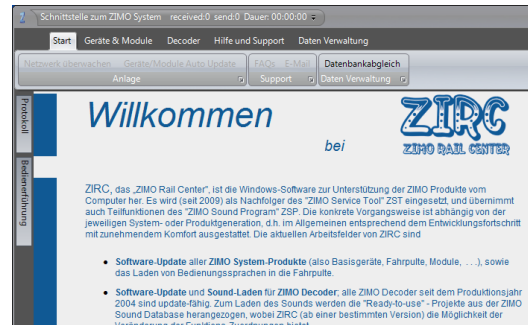 Schnittstelle zum ZIMO System received:0 send:0 Dauer: 00:00:00
Start Geräte & Module Decoder Hilfe und Support Daten Verwaltung
Netzwerk überwachen Geräte/Module Auto Update FAQs E-Mail Datenbankabgleich
Anlage Support Daten Verwaltung
Protokoll
Bedienerführung
Willkommen
bei
ZIRC
ZIMO RAIL CENTER
ZIRC, das „ZIMO Rail Center", ist die Windows-Software zur Unterstützung der ZIMO Produkte vom
Computer her. Es wird (seit 2009) als Nachfolger des "ZIMO Service Tool" ZST eingesetzt, und übernimmt
auch Teilfunktionen des "ZIMO Sound Program" ZSP. Die konkrete Vorgangsweise ist abhängig von der
jeweiligen System- oder Produktgeneration, d.h. im Allgemeinen entsprechend dem Entwicklungsfortschritt
mit zunehmendem Komfort ausgestattet. Die aktuellen Arbeitsfelder von ZIRC sind
• Software-Update aller ZIMO System-Produkte (also Basisgeräte, Fahrpulte, Module, . . .), sowie
das Laden von Bedienungssprachen in die Fahrpulte.
• Software-Update und Sound-Laden für ZIMO Decoder; alle ZIMO Decoder seit dem Produktionsjahr
2004 sind update-fähig. Zum Laden des Sounds werden die "Ready-to-use" - Projekte aus der ZIMO
Sound Database herangezogen, wobei ZIRC (ab einer bestimmten Version) die Möglichkeit der